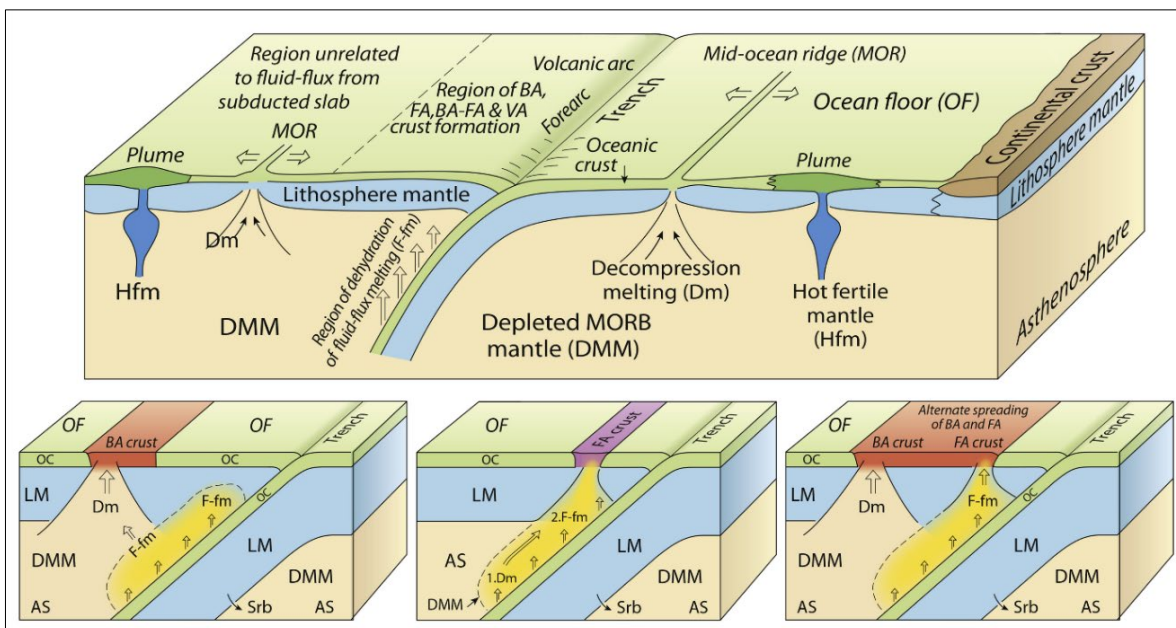 Region unrelated
to fluid-flux from
subducted slab
MOR
Plume
Region of BA,
FA,BA-FA & VA
crust formation
Volcanic arc
Forearc
Trench
Mid-ocean ridge (MOR)
Ocean floor (OF)
Oceanic
crust
Plume
Continental crust
Lithosphere mantle
Asthenosphere
Lithosphere mantle
Dm
Hfm
DMM
Region of dehydration
of fluid-flux melting (F-fm)
Decompression
melting (Dm)
Depleted MORB
mantle (DMM)
Hot fertile
mantle
(Hfm)
OF
BA crust
OF
Trench
OC
OC
OC
LM
Dm
F-fm
F-fm
LM
DMM
DMM
AS
Srb
AS
OF
FA crust
Trench
OC
LM
2.F-fm
AS
LM
1.Dm
DMM
DMM
Srb
AS
OF
Alternate spreading
of BA and FA
BA crust
FA crust
Trench
OC
OC
LM
Dm
F-fm
LM
DMM
DMM
AS
Srb
AS